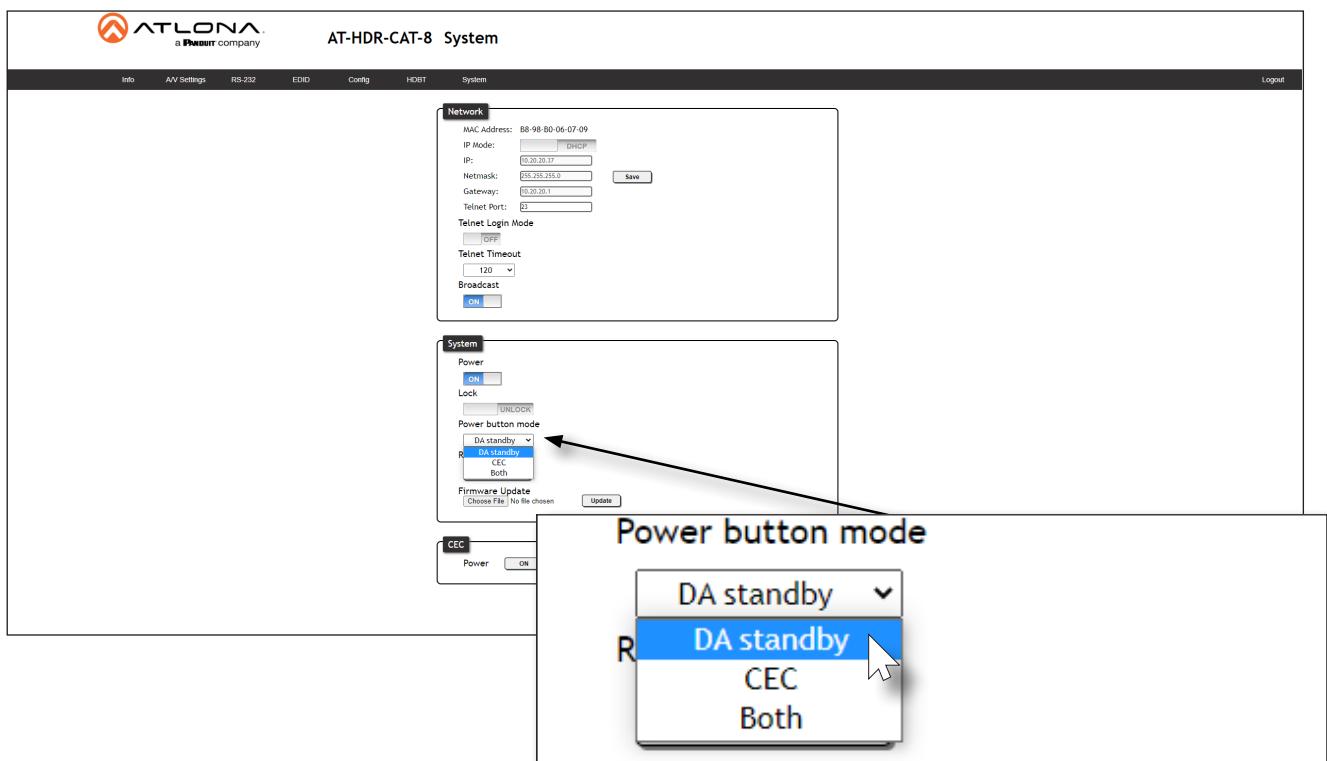 ATLONA.
a PANDUIT company
AT-HDR-CAT-8 System
Info A/V Settings RS-232 EDID Config HDBT System Logout
Network
MAC Address: B8-98-B0-06-07-09
IP Mode: DHCP
IP: 10.20.20.37
Netmask: 255.255.255.0 Save
Gateway: 10.20.20.1
Telnet Port: 23
Telnet Login Mode
OFF
Telnet Timeout
120
Broadcast
ON
System
Power
ON
Lock
UNLOCK
Power button mode
DA standby
R DA standby
CEC
Both
Firmware Update
Choose File No file chosen Update
CEC
Power ON
Power button mode
DA standby
R DA standby
CEC
Both